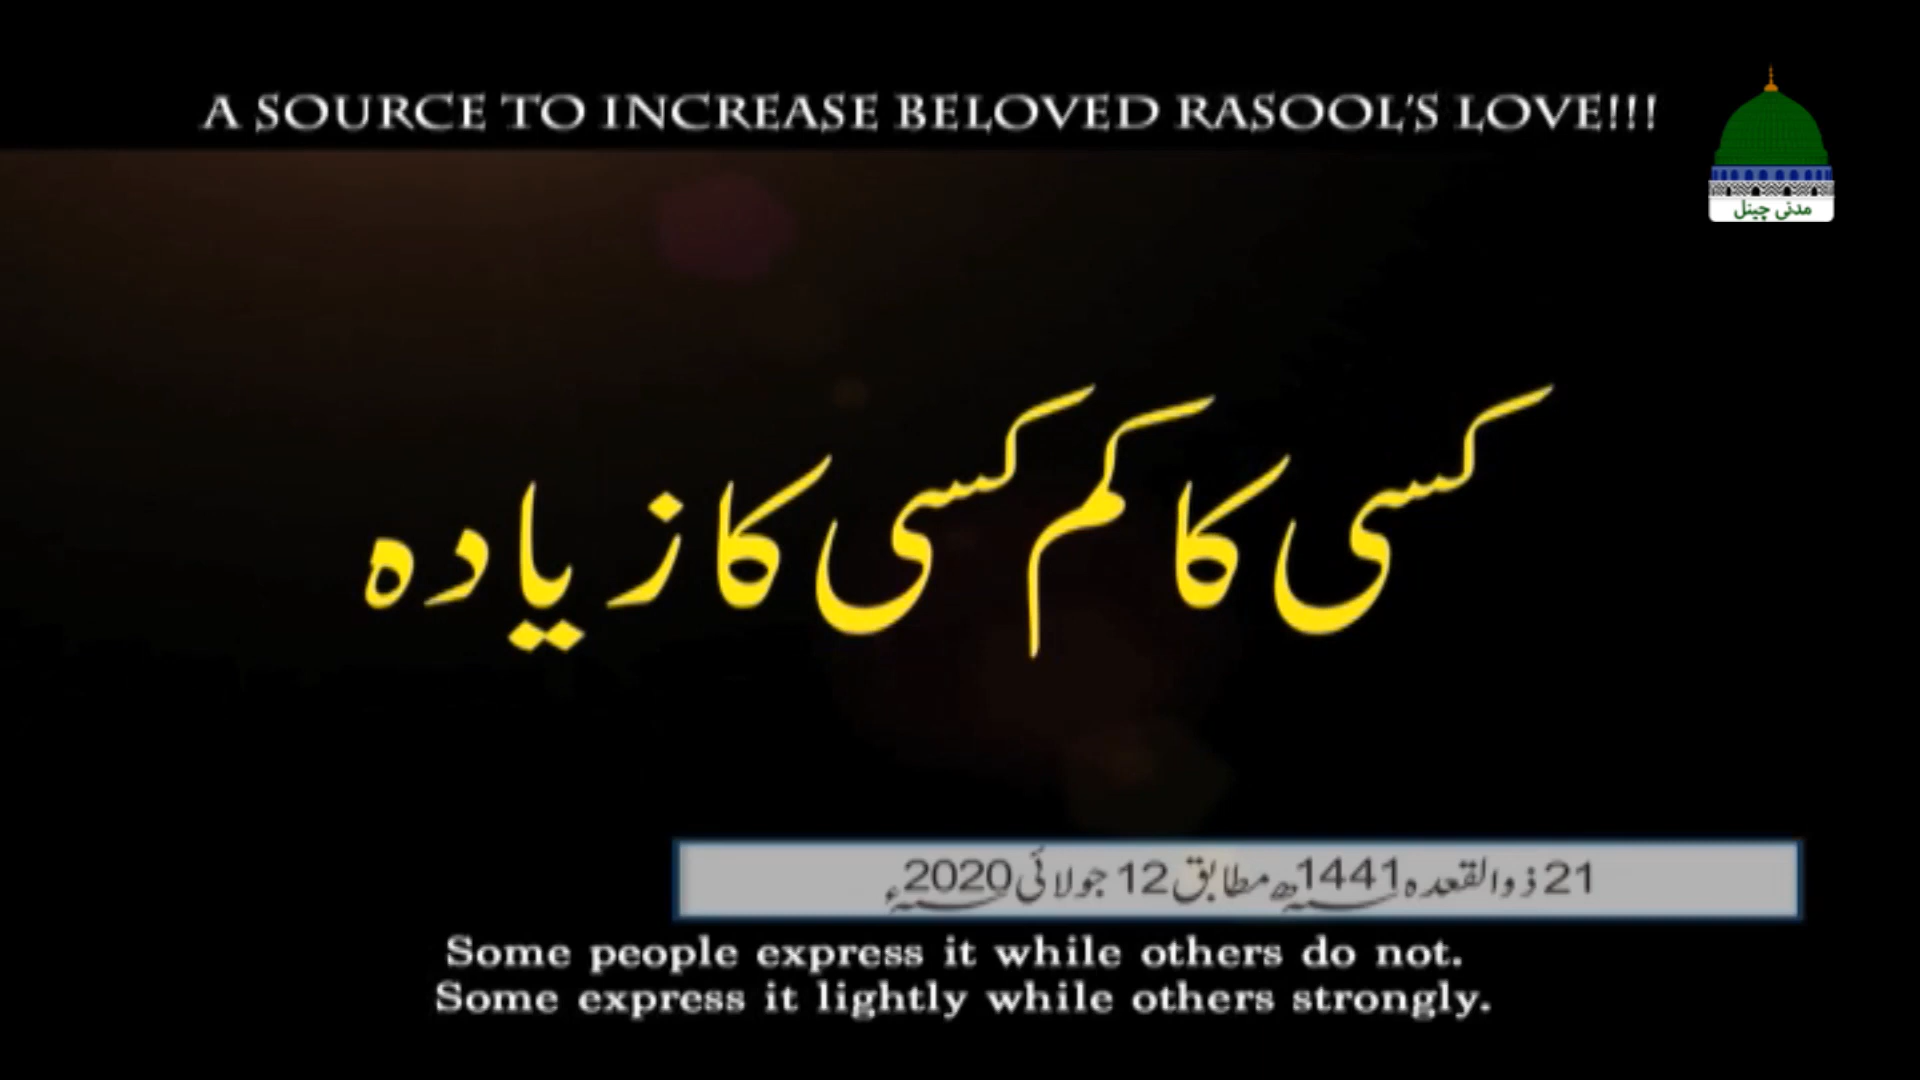 A SOURCE TO INCREASE BELOVED RASOOL'S LOVE!!!
مدنی چینل
کسی کا کم کسی کا زیادہ
21 ذوالقعدہ 1441ھ مطابق 12 جولائی 2020ء
Some people express it while others do not.
Some express it lightly while others strongly.